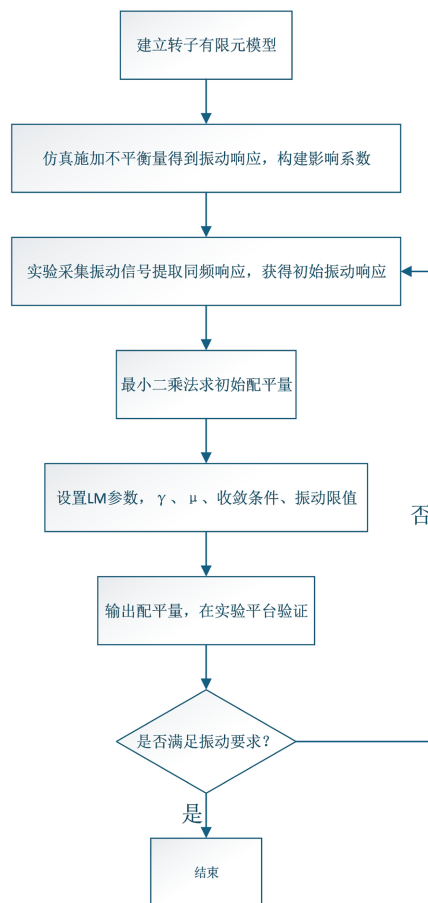 建立转子有限元模型
仿真施加不平衡量得到振动响应，构建影响系数
实验采集振动信号提取同频响应，获得初始振动响应
最小二乘法求初始配平量
设置LM参数，γ、μ、收敛条件、振动限值
否
输出配平量，在实验平台验证
是否满足振动要求？
是
结束